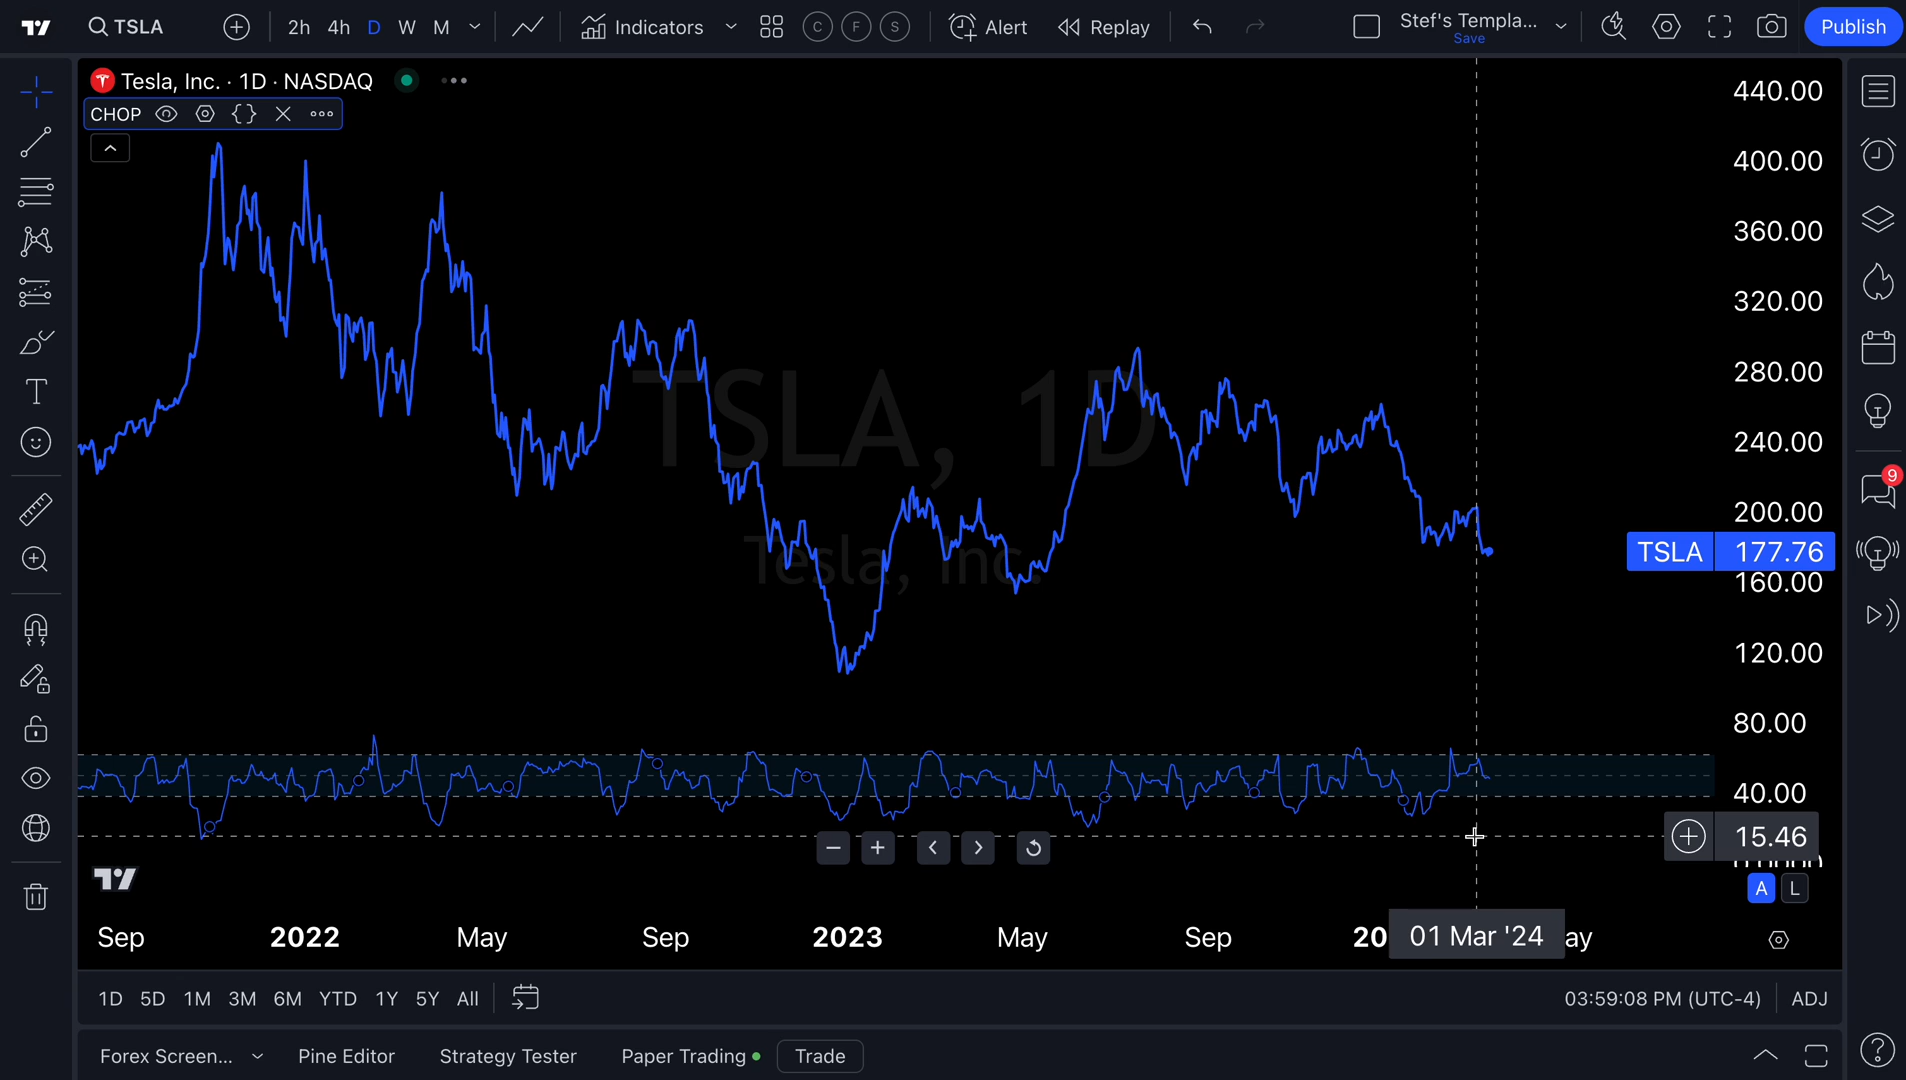 TSLA
2h 4h D W M
Indicators
C F S
Alert
Replay
Stef's Templa...
Save
Publish
Tesla, Inc. · 1D · NASDAQ
CHOP
440.00
400.00
360.00
320.00
280.00
240.00
200.00
TSLA 177.76
160.00
120.00
80.00
40.00
15.46
TSLA, 1D
Tesla, Inc.
9
A L
Sep 2022 May Sep 2023 May Sep 20 01 Mar '24 ay
1D 5D 1M 3M 6M YTD 1Y 5Y All
03:59:08 PM (UTC-4) ADJ
Forex Screen... Pine Editor Strategy Tester Paper Trading Trade